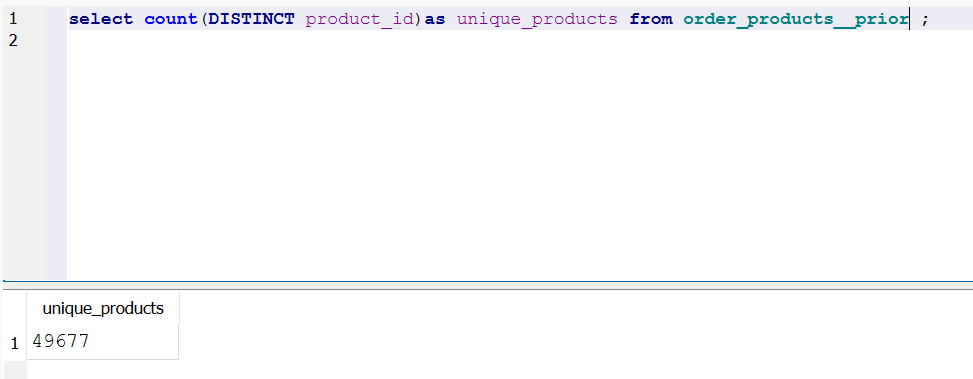 1 select count(DISTINCT product_id)as unique_products from order_products__prior ;
2
unique_products
1 49677